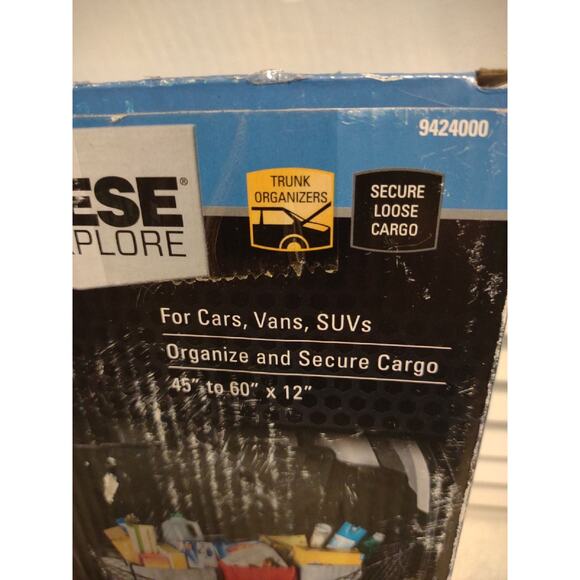 9424000
ESE®
XPLORE
TRUNK
ORGANIZERS
SECURE
LOOSE
CARGO
For Cars, Vans, SUVs
Organize and Secure Cargo
45" to 60" x 12"